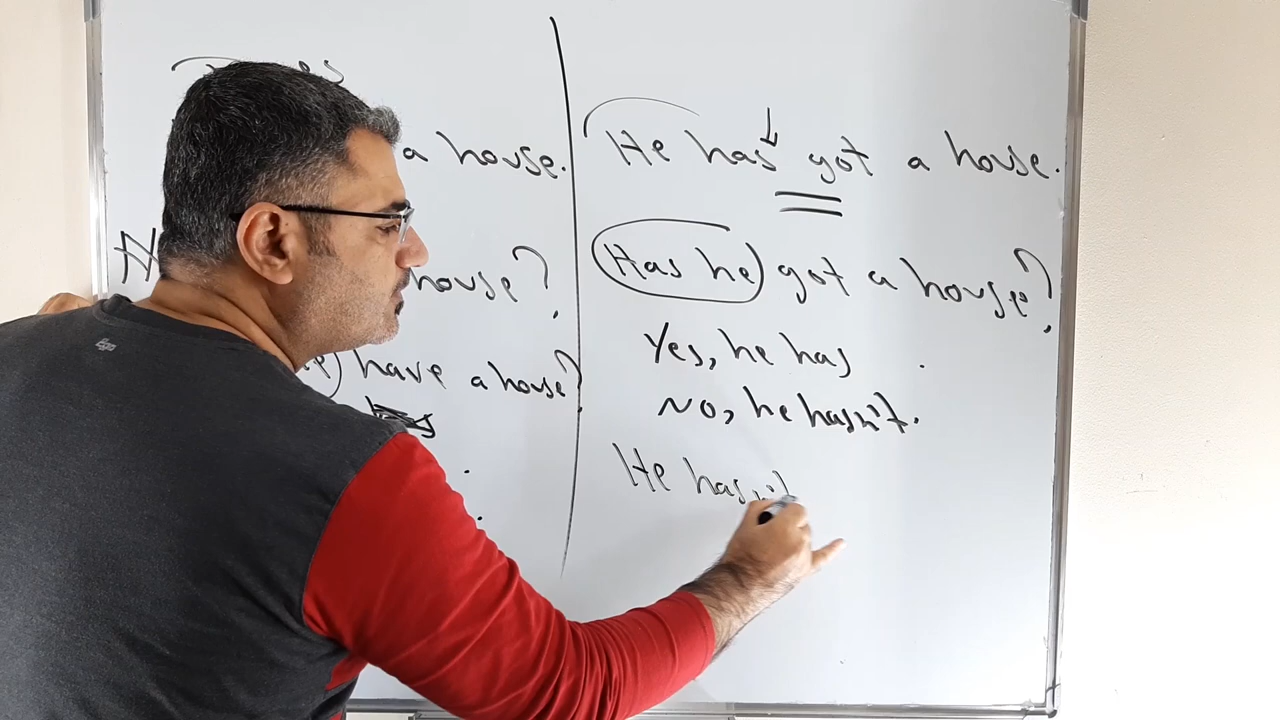 a house.
house?
have a house?
He has got a house.
Has he got a house?
Yes, he has
No, he hasn't.
He hasn't